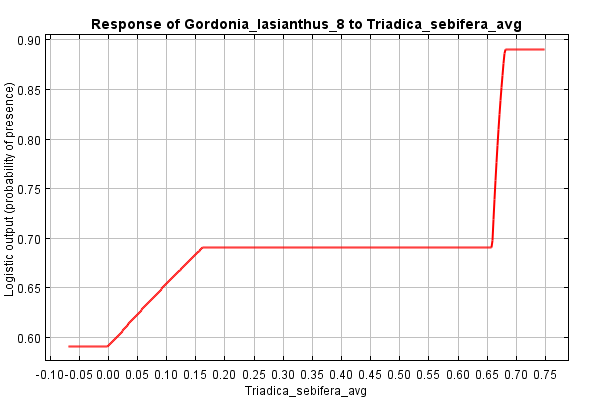 Response of Gordonia_lasianthus_8 to Triadica_sebifera_avg
Logistic output (probability of presence)
0.90
0.85
0.80
0.75
0.70
0.65
0.60
-0.10 -0.05 0.00 0.05 0.10 0.15 0.20 0.25 0.30 0.35 0.40 0.45 0.50 0.55 0.60 0.65 0.70 0.75
Triadica_sebifera_avg